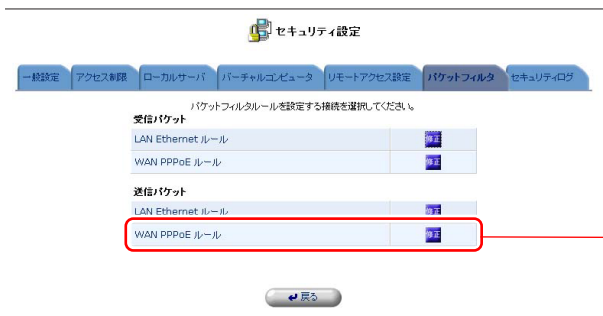 セキュリティ設定
一般設定 アクセス制限 ローカルサーバ バーチャルコンピュータ リモートアクセス設定 パケットフィルタ セキュリティログ
パケットフィルタルールを設定する接続を選択してください。
受信パケット
LAN Ethernet ルール 修正
WAN PPPoE ルール 修正
送信パケット
LAN Ethernet ルール 修正
WAN PPPoE ルール 修正
戻る